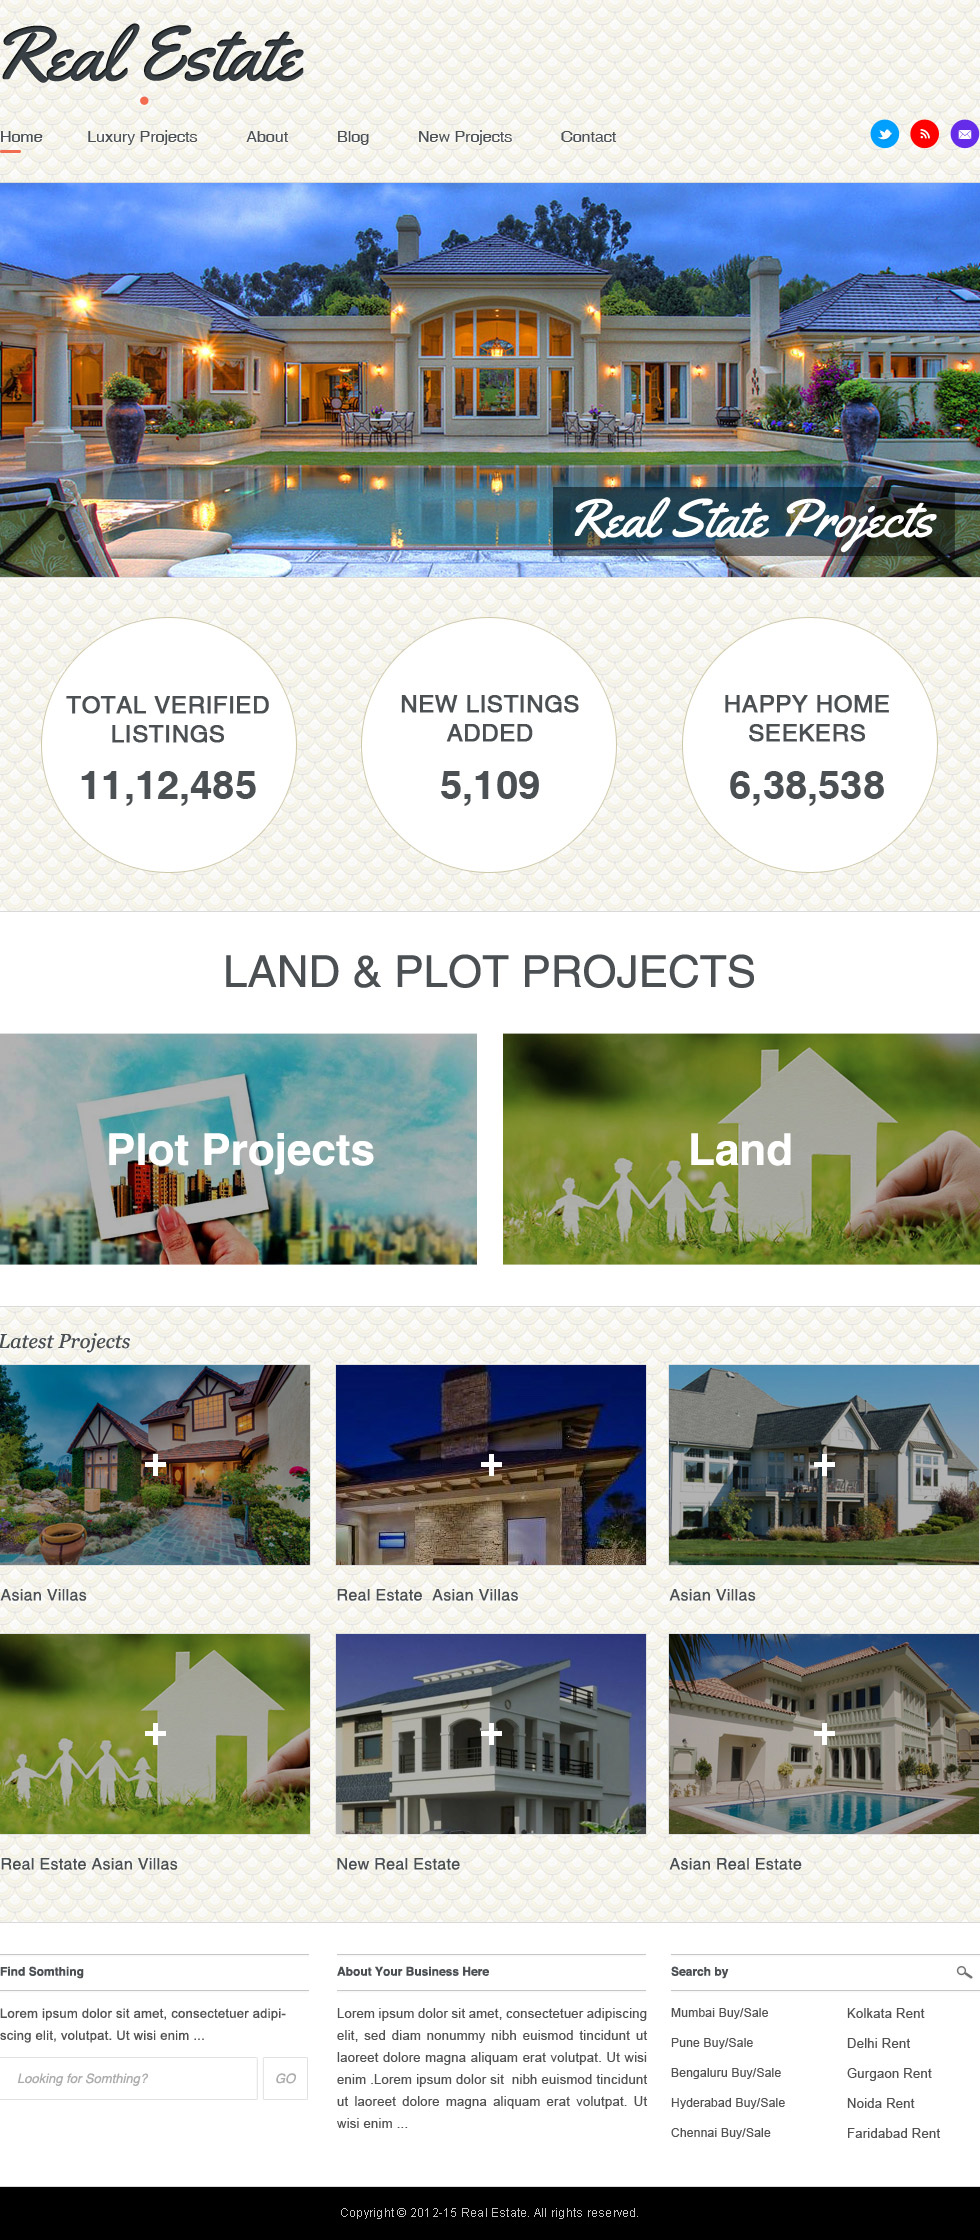 Real Estate
Home
Luxury Projects
About
Blog
New Projects
Contact
Real State Projects
TOTAL VERIFIED
LISTINGS
11,12,485
NEW LISTINGS
ADDED
5,109
HAPPY HOME
SEEKERS
6,38,538
LAND & PLOT PROJECTS
Plot Projects
Land
Latest Projects
Asian Villas
Real Estate  Asian Villas
Asian Villas
Real Estate Asian Villas
New Real Estate
Asian Real Estate
Find Somthing
Lorem ipsum dolor sit amet, consectetuer adipi-
scing elit, volutpat. Ut wisi enim ...
Looking for Somthing?
GO
About Your Business Here
Lorem ipsum dolor sit amet, consectetuer adipiscing
elit, sed diam nonummy nibh euismod tincidunt ut
laoreet dolore magna aliquam erat volutpat. Ut wisi
enim .Lorem ipsum dolor sit  nibh euismod tincidunt
ut laoreet dolore magna aliquam erat volutpat. Ut
wisi enim ...
Search by
Mumbai Buy/Sale
Pune Buy/Sale
Bengaluru Buy/Sale
Hyderabad Buy/Sale
Chennai Buy/Sale
Kolkata Rent
Delhi Rent
Gurgaon Rent
Noida Rent
Faridabad Rent
Copyright © 2012-15 Real Estate. All rights reserved.